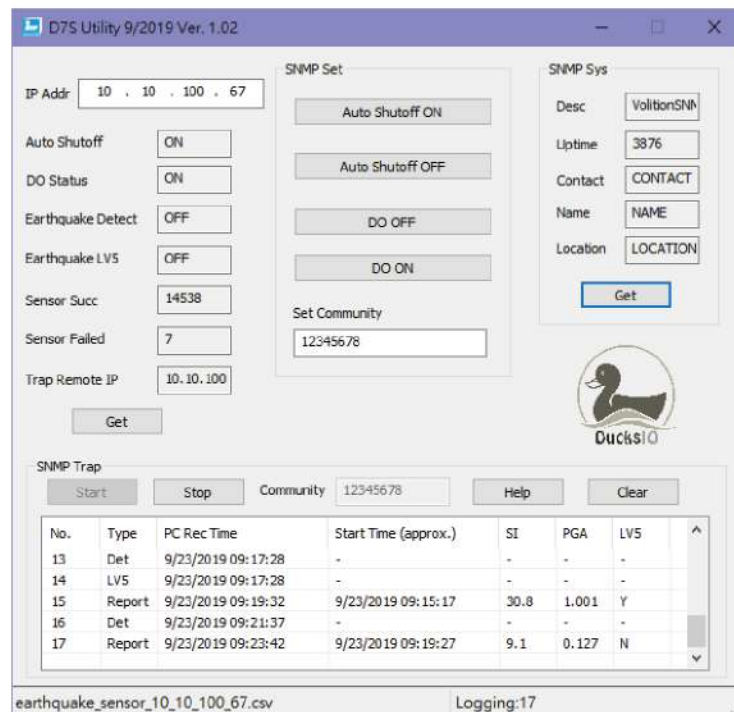 D7S Utility 9/2019 Ver. 1.02
IP Addr 10 . 10 . 100 . 67
Auto Shutoff ON
DO Status ON
Earthquake Detect OFF
Earthquake LV5 OFF
Sensor Succ 14538
Sensor Failed 7
Trap Remote IP 10.10.100
Get
SNMP Set
Auto Shutoff ON
Auto Shutoff OFF
DO OFF
DO ON
Set Community
12345678
SNMP Sys
Desc VolitionSNN
Uptime 3876
Contact CONTACT
Name NAME
Location LOCATION
Get
DucksIO
SNMP Trap
Start Stop Community 12345678 Help Clear
No. Type PC Rec Time Start Time (approx.) SI PGA LV5
13 Det 9/23/2019 09:17:28 - - - -
14 LV5 9/23/2019 09:17:28 - - - -
15 Report 9/23/2019 09:19:32 9/23/2019 09:15:17 30.8 1.001 Y
16 Det 9/23/2019 09:21:37 - - - -
17 Report 9/23/2019 09:23:42 9/23/2019 09:19:27 9.1 0.127 N
earthquake_sensor_10_10_100_67.csv Logging:17